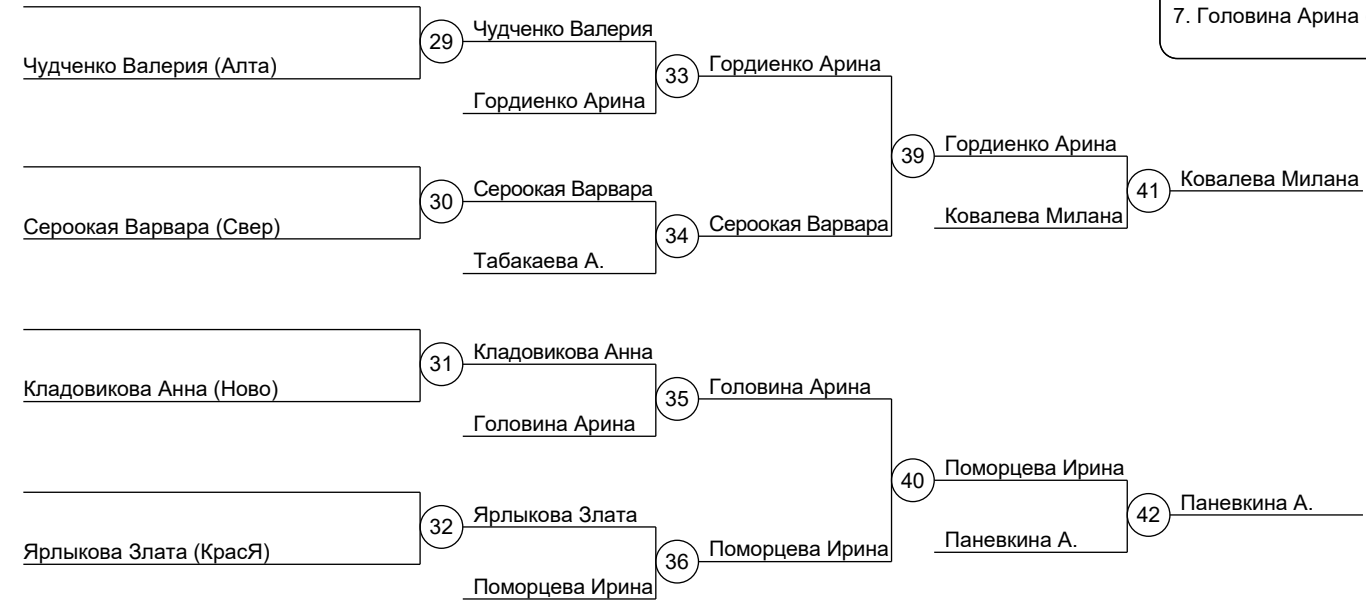 7. Головина Арина
29
Чудченко Валерия
Чудченко Валерия (Алта)
33
Гордиенко Арина
Гордиенко Арина
39
Гордиенко Арина
30
Сероокая Варвара
41
Ковалева Милана
Сероокая Варвара (Свер)
34
Сероокая Варвара
Ковалева Милана
Табакаева А.
31
Кладовикова Анна
Кладовикова Анна (Ново)
35
Головина Арина
Головина Арина
40
Поморцева Ирина
32
Ярлыкова Злата
42
Паневкина А.
Ярлыкова Злата (КрасЯ)
36
Поморцева Ирина
Паневкина А.
Поморцева Ирина